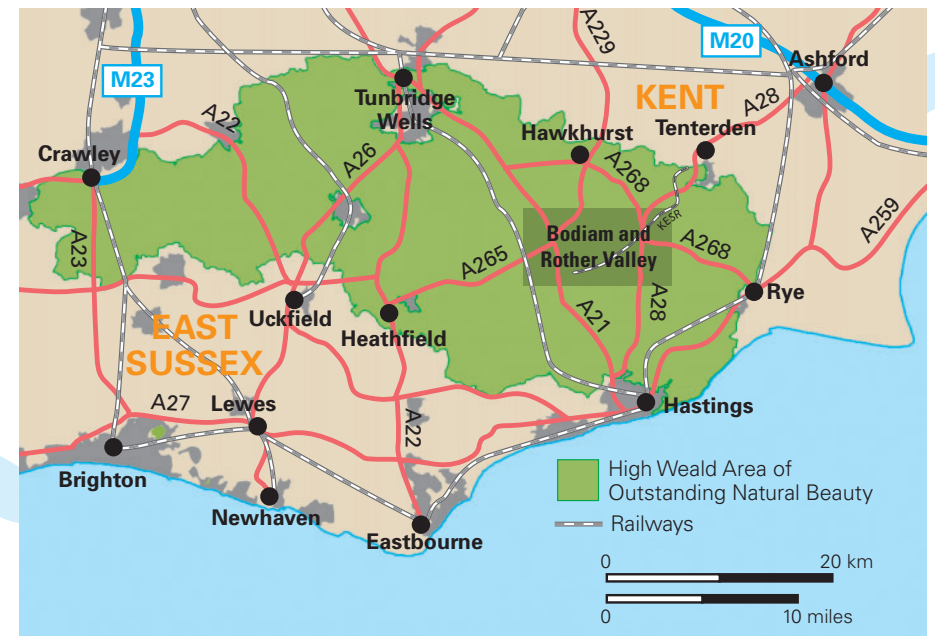 A229
M20
Ashford
M23
KENT
A28
Tunbridge
Wells
A22
Hawkhurst
Tenterden
Crawley
A26
A268
KESR
A259
A23
Bodiam and
Rother Valley
A268
A265
Rye
Uckfield
A21
A28
EAST
SUSSEX
Heathfield
A27
Lewes
A22
Hastings
Brighton
High Weald Area of
Outstanding Natural Beauty
Newhaven
Railways
Eastbourne
0
20 km
0
10 miles